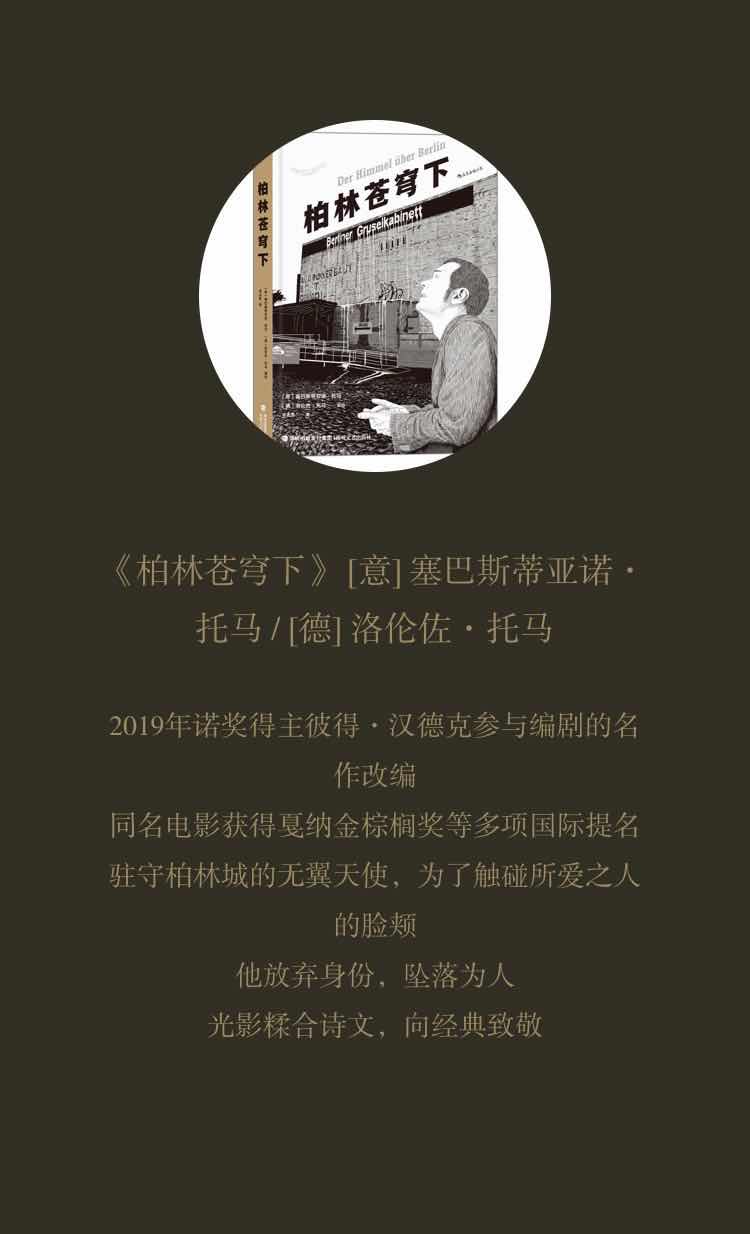 Der Himmel über Berlin
柏林苍穹下
Berliner Gruselkabinett
柏林苍穹下
《柏林苍穹下》[意] 塞巴斯蒂亚诺·
托马 / [德] 洛伦佐·托马
2019年诺奖得主彼得·汉德克参与编剧的名
作改编
同名电影获得戛纳金棕榈奖等多项国际提名
驻守柏林城的无翼天使，为了触碰所爱之人
的脸颊
他放弃身份，坠落为人
光影糅合诗文，向经典致敬